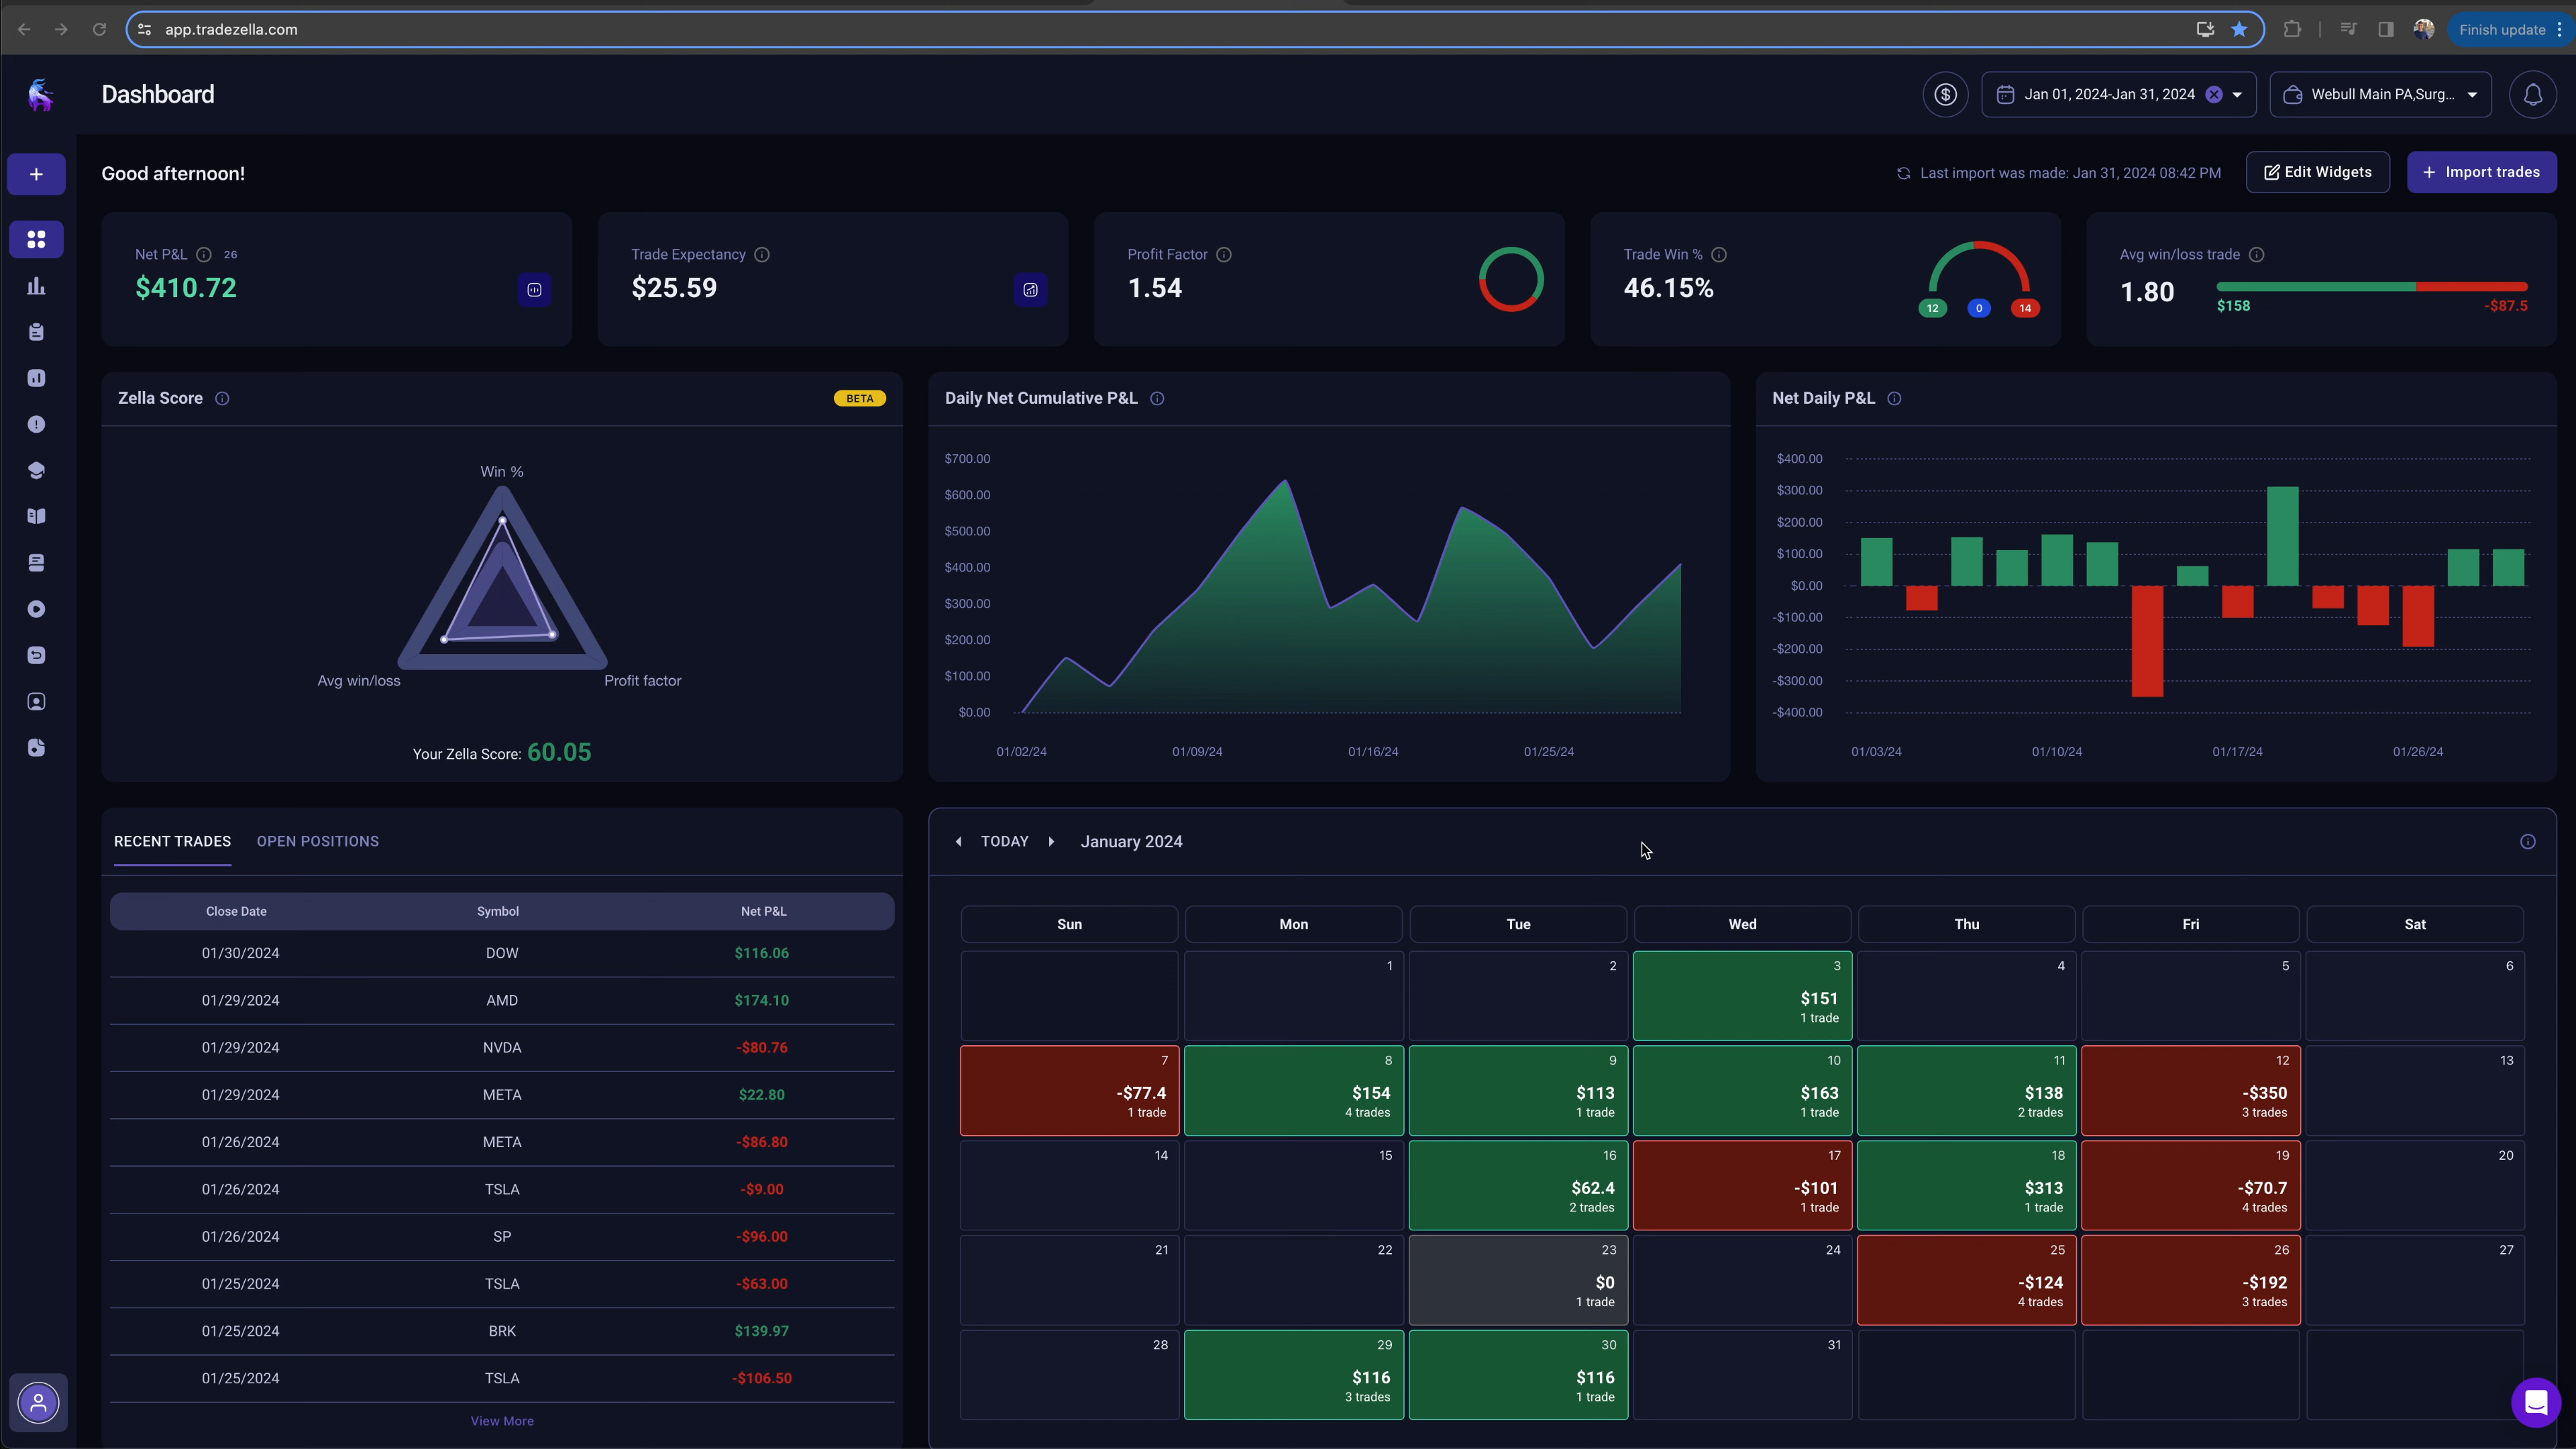 app.tradezella.com
Finish update
Dashboard
Jan 01, 2024-Jan 31, 2024
Webull Main PA,Surg...
Good afternoon!
Last import was made: Jan 31, 2024 08:42 PM
Edit Widgets
+ Import trades
Net P&L 26
$410.72
Trade Expectancy
$25.59
Profit Factor
1.54
Trade Win %
46.15%
12 0 14
Avg win/loss trade
1.80
$158 -$87.5
Zella Score
BETA
Win %
Avg win/loss
Profit factor
Your Zella Score: 60.05
Daily Net Cumulative P&L
$700.00
$600.00
$500.00
$400.00
$300.00
$200.00
$100.00
$0.00
01/02/24 01/09/24 01/16/24 01/25/24
Net Daily P&L
$400.00
$300.00
$200.00
$100.00
$0.00
-$100.00
-$200.00
-$300.00
-$400.00
01/03/24 01/10/24 01/17/24 01/26/24
RECENT TRADES OPEN POSITIONS
Close Date Symbol Net P&L
01/30/2024 DOW $116.06
01/29/2024 AMD $174.10
01/29/2024 NVDA -$80.76
01/29/2024 META $22.80
01/26/2024 META -$86.80
01/26/2024 TSLA -$9.00
01/26/2024 SP -$96.00
01/25/2024 TSLA -$63.00
01/25/2024 BRK $139.97
01/25/2024 TSLA -$106.50
View More
TODAY January 2024
Sun Mon Tue Wed Thu Fri Sat
1 2 3 4 5 6
$151
1 trade
7 8 9 10 11 12 13
-$77.4 $154 $113 $163 $138 -$350
1 trade 4 trades 1 trade 1 trade 2 trades 3 trades
14 15 16 17 18 19 20
$62.4 -$101 $313 -$70.7
2 trades 1 trade 1 trade 4 trades
21 22 23 24 25 26 27
$0 -$124 -$192
1 trade 4 trades 3 trades
28 29 30 31
$116 $116
3 trades 1 trade